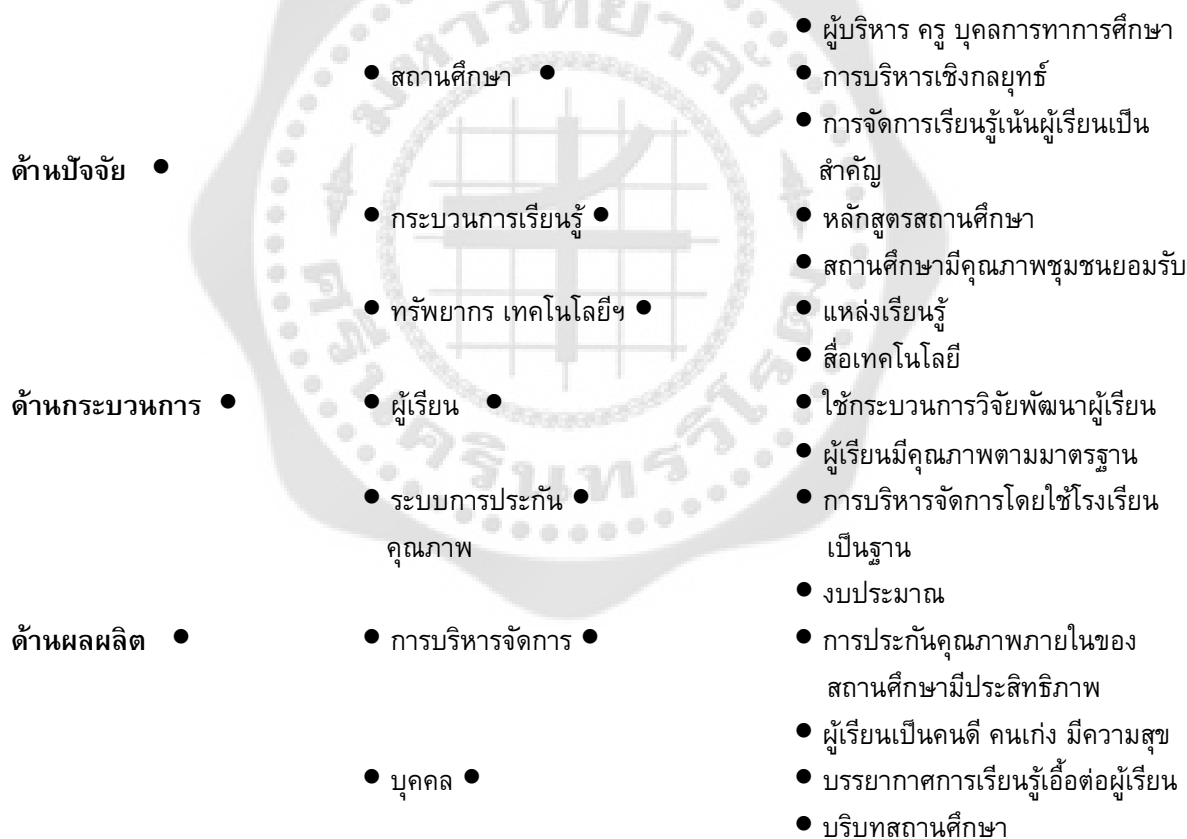 ● ผู้บริหาร ครู บุคลการทาการศึกษา
● สถานศึกษา ● ● การบริหารเชิงกลยุทธ์
● การจัดการเรียนรู้เน้นผู้เรียนเป็น
ด้านปัจจัย ● สำคัญ
● กระบวนการเรียนรู้ ● ● หลักสูตรสถานศึกษา
● สถานศึกษามีคุณภาพชุมชนยอมรับ
● ทรัพยากร เทคโนโลยีฯ ● ● แหล่งเรียนรู้
● สื่อเทคโนโลยี
ด้านกระบวนการ ● ● ผู้เรียน ● ● ใช้กระบวนการวิจัยพัฒนาผู้เรียน
● ผู้เรียนมีคุณภาพตามมาตรฐาน
● ระบบการประกัน ● ● การบริหารจัดการโดยใช้โรงเรียน
คุณภาพ เป็นฐาน
● งบประมาณ
ด้านผลผลิต ● ● การบริหารจัดการ ● ● การประกันคุณภาพภายในของ
สถานศึกษามีประสิทธิภาพ
● ผู้เรียนเป็นคนดี คนเก่ง มีความสุข
● บุคคล ● ● บรรยากาศการเรียนรู้เอื้อต่อผู้เรียน
● บริบทสถานศึกษา
มหาวิทยาลัย
ศรีนครินทรวิโรฒ